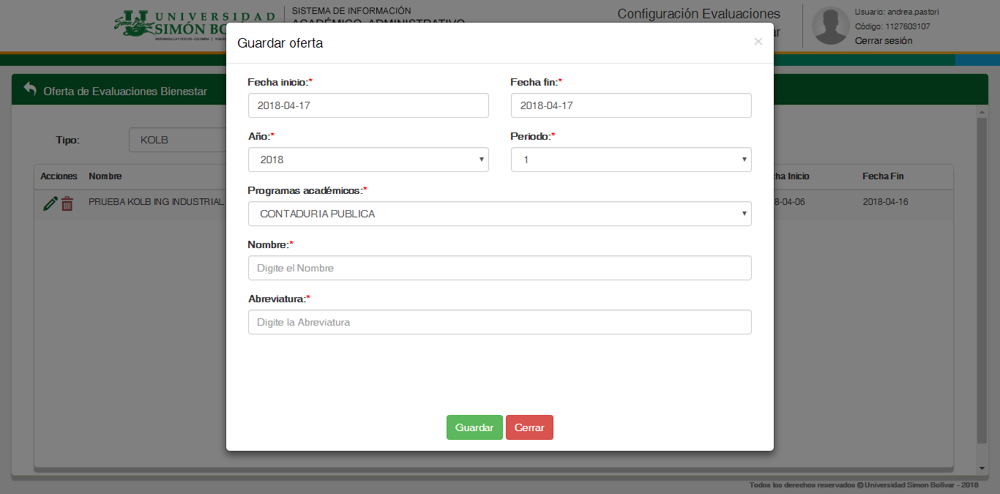 UNIVERSIDAD
SIMÓN BO
SISTEMA DE INFORMACIÓN
ACADÉMICO ADMINISTRATIVO
Configuración Evaluaciones
ar
Usuario: andrea.pastori
Código: 1127603107
Cerrar sesión
Guardar oferta ×
Oferta de Evaluaciones Bienestar
Fecha inicio:* Fecha fin:*
2018-04-17 2018-04-17
Tipo: KOLB
Año:* Periodo:*
2018 1
Acciones Nombre
cha Inicio Fecha Fin
PRUEBA KOLB ING INDUSTRIAL
8-04-06 2018-04-16
Programas académicos:*
CONTADURIA PUBLICA
Nombre:*
Digite el Nombre
Abreviatura:*
Digite la Abreviatura
Guardar Cerrar
Todos los derechos reservados © Universidad Simon Bolivar - 2018